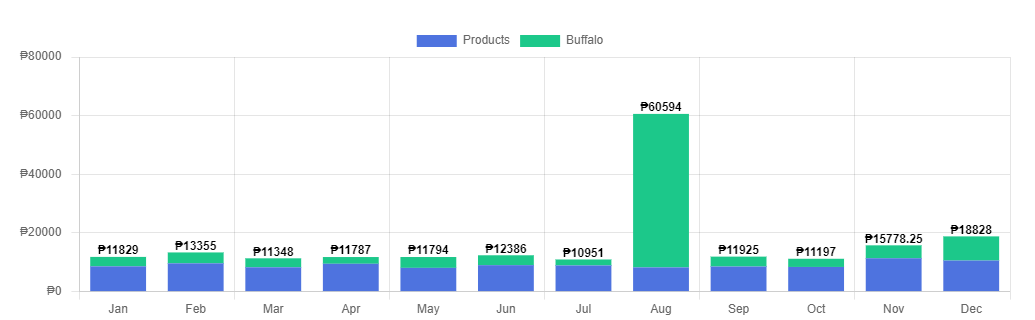 Products Buffalo
₱80000
₱60000
₱40000
₱20000
₱0
₱11829 ₱13355 ₱11348 ₱11787 ₱11794 ₱12386 ₱10951 ₱60594 ₱11925 ₱11197 ₱15778.25 ₱18828
Jan Feb Mar Apr May Jun Jul Aug Sep Oct Nov Dec